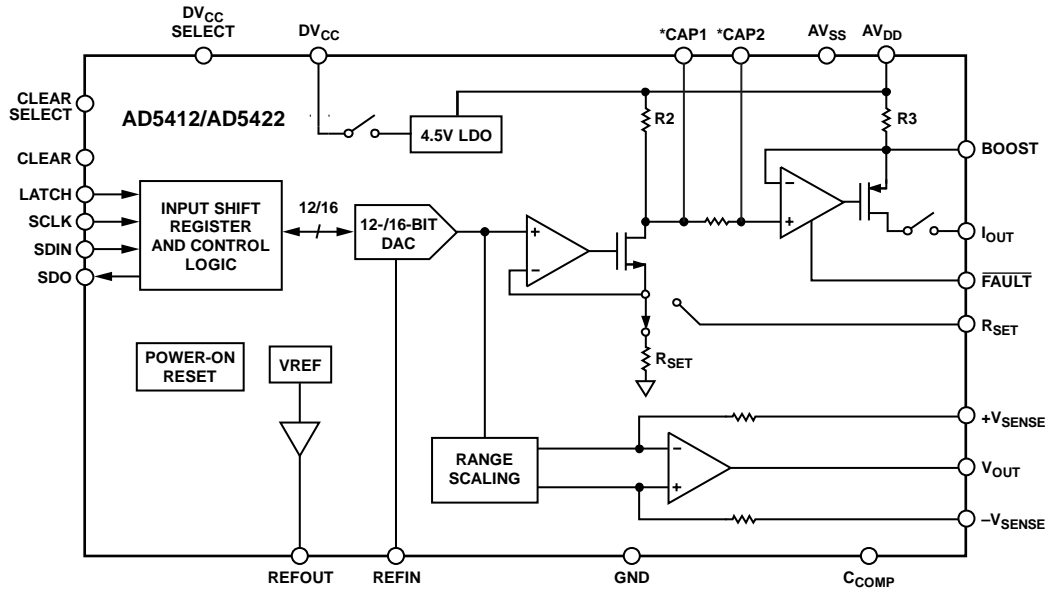 DVCC
SELECT
DVCC
*CAP1
*CAP2
AVSS
AVDD
CLEAR
SELECT
AD5412/AD5422
4.5V LDO
R2
R3
CLEAR
BOOST
LATCH
SCLK
SDIN
SDO
INPUT SHIFT
REGISTER
AND CONTROL
LOGIC
12/16
12-/16-BIT
DAC
+
−
−
+
IOUT
FAULT
RSET
POWER-ON
RESET
VREF
RSET
RANGE
SCALING
−
+
+VSENSE
VOUT
−VSENSE
REFOUT
REFIN
GND
CCOMP